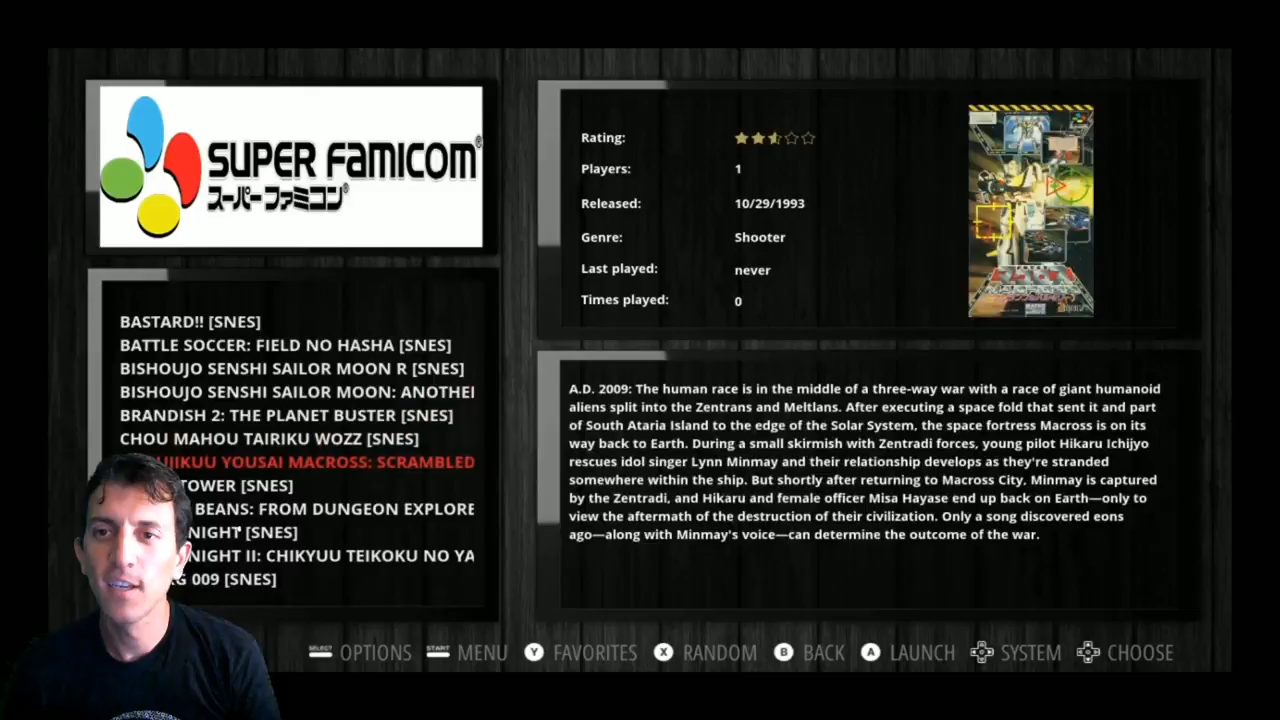 SUPER FAMICOM®
スーパーファミコン®
BASTARD!! [SNES]
BATTLE SOCCER: FIELD NO HASHA [SNES]
BISHOUJO SENSHI SAILOR MOON R [SNES]
BISHOUJO SENSHI SAILOR MOON: ANOTHE
BRANDISH 2: THE PLANET BUSTER [SNES]
CHOU MAHOU TAIRIKU WOZZ [SNES]
YOUSAI MACROSS: SCRAMBLED
TOWER [SNES]
BEANS: FROM DUNGEON EXPLORE
NIGHT [SNES]
NIGHT II: CHIKYUU TEIKOKU NO YA
G 009 [SNES]
Rating:
Players: 1
Released: 10/29/1993
Genre: Shooter
Last played: never
Times played: 0
A.D. 2009: The human race is in the middle of a three-way war with a race of giant humanoid
aliens split into the Zentrans and Meltlans. After executing a space fold that sent it and part
of South Ataria Island to the edge of the Solar System, the space fortress Macross is on its
way back to Earth. During a small skirmish with Zentradi forces, young pilot Hikaru Ichijyo
rescues idol singer Lynn Minmay and their relationship develops as they're stranded
somewhere within the ship. But shortly after returning to Macross City, Minmay is captured
by the Zentradi, and Hikaru and female officer Misa Hayase end up back on Earth—only to
view the aftermath of the destruction of their civilization. Only a song discovered eons
ago—along with Minmay's voice—can determine the outcome of the war.
SELECT OPTIONS START MENU Y FAVORITES X RANDOM B BACK A LAUNCH SYSTEM CHOOSE